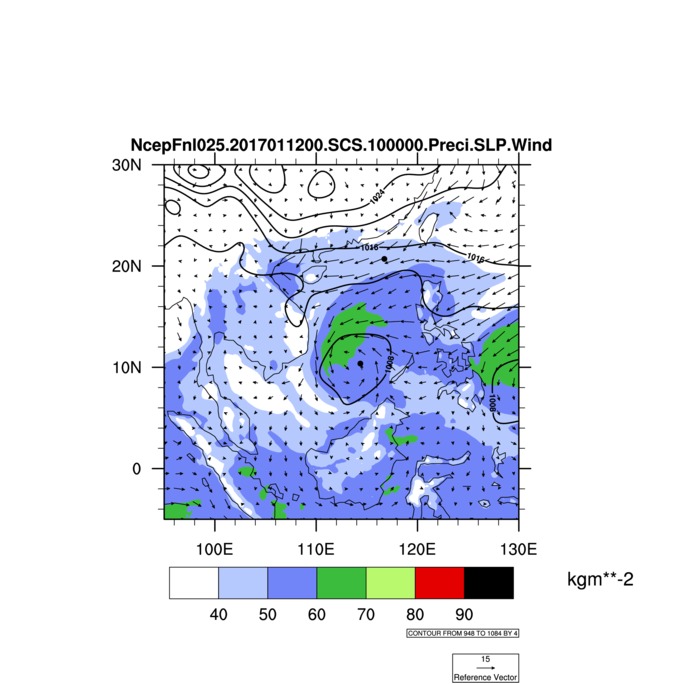 NcepFnl025.2017011200.SCS.100000.Preci.SLP.Wind
30N
1024
1016
1016
20N
10N
1008
1008
0
100E
110E
120E
130E
kgm**-2
40
50
60
70
80
90
CONTOUR FROM 948 TO 1084 BY 4
15
Reference Vector